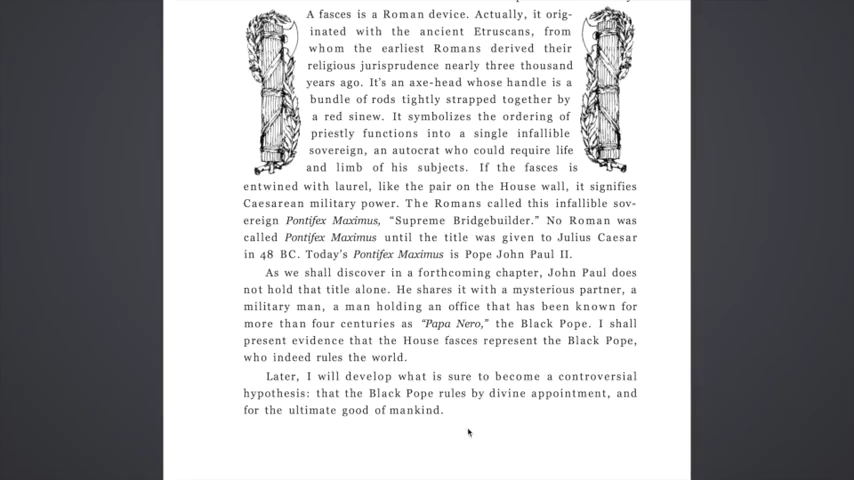 A fasces is a Roman device. Actually, it orig-
inated with the ancient Etruscans, from
whom the earliest Romans derived their
religious jurisprudence nearly three thousand
years ago. It's an axe-head whose handle is a
bundle of rods tightly strapped together by
a red sinew. It symbolizes the ordering of
priestly functions into a single infallible
sovereign, an autocrat who could require life
and limb of his subjects. If the fasces is
entwined with laurel, like the pair on the House wall, it signifies
Caesarean military power. The Romans called this infallible sov-
ereign Pontifex Maximus, “Supreme Bridgebuilder.” No Roman was
called Pontifex Maximus until the title was given to Julius Caesar
in 48 BC. Today's Pontifex Maximus is Pope John Paul II.
As we shall discover in a forthcoming chapter, John Paul does
not hold that title alone. He shares it with a mysterious partner, a
military man, a man holding an office that has been known for
more than four centuries as “Papa Nero,” the Black Pope. I shall
present evidence that the House fasces represent the Black Pope,
who indeed rules the world.
Later, I will develop what is sure to become a controversial
hypothesis: that the Black Pope rules by divine appointment, and
for the ultimate good of mankind.